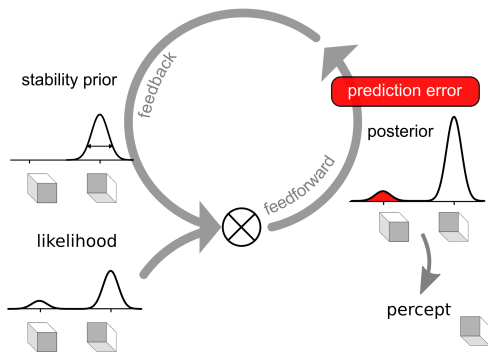 stability prior
feedback
prediction error
posterior
feedforward
likelihood
percept